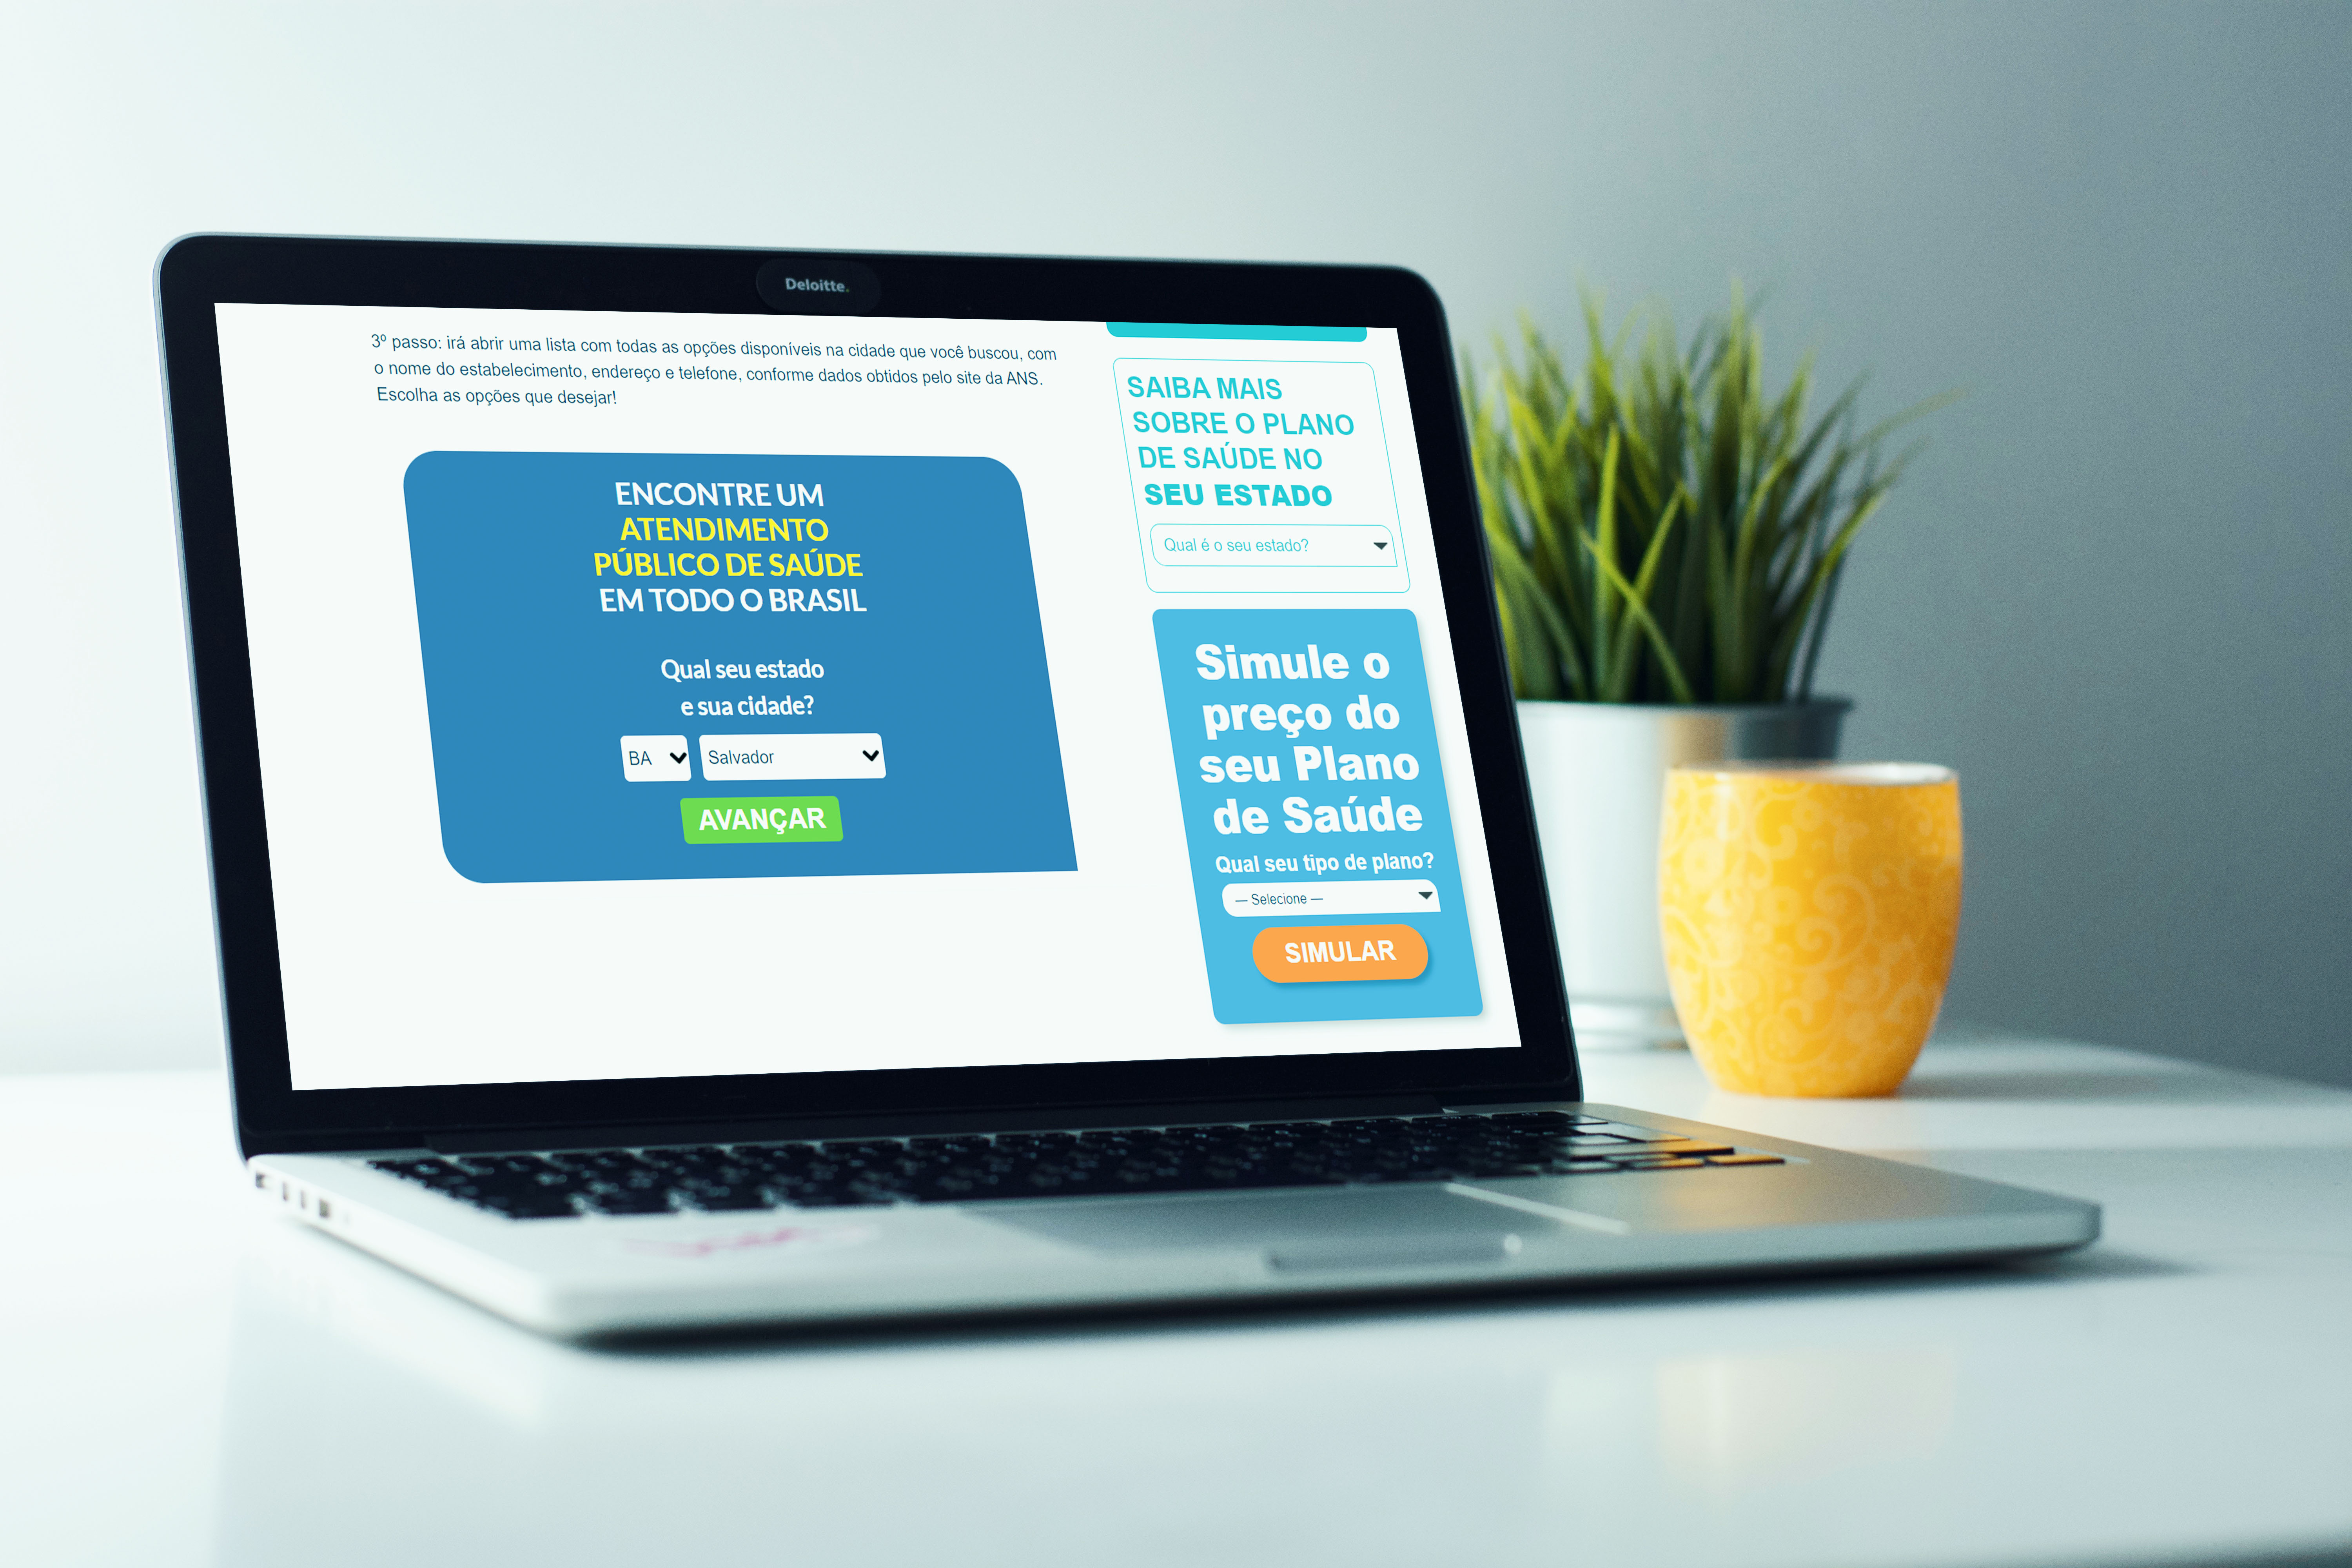 Deloitte.
3º passo: irá abrir uma lista com todas as opções disponíveis na cidade que você buscou, com
o nome do estabelecimento, endereço e telefone, conforme dados obtidos pelo site da ANS.
Escolha as opções que desejar!
ENCONTRE UM
ATENDIMENTO
PÚBLICO DE SAÚDE
EM TODO O BRASIL
Qual seu estado
e sua cidade?
BA
Salvador
AVANÇAR
SAIBA MAIS
SOBRE O PLANO
DE SAÚDE NO
SEU ESTADO
Qual é o seu estado?
Simule o
preço do
seu Plano
de Saúde
Qual seu tipo de plano?
— Selecione —
SIMULAR